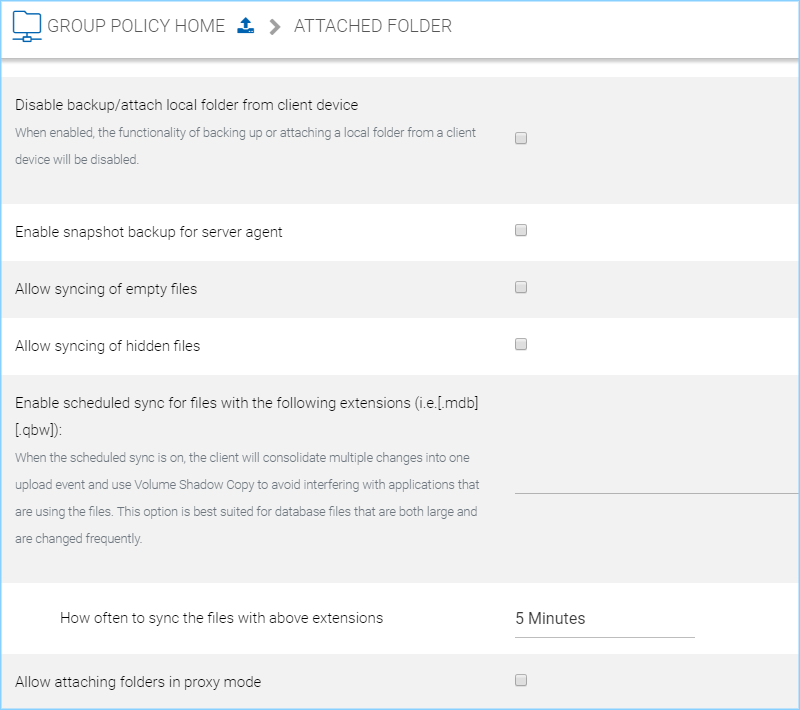 GROUP POLICY HOME ATTACHED FOLDER
Disable backup/attach local folder from client device
When enabled, the functionality of backing up or attaching a local folder from a client
device will be disabled.
Enable snapshot backup for server agent
Allow syncing of empty files
Allow syncing of hidden files
Enable scheduled sync for files with the following extensions (i.e.[.mdb]
[.qbw]):
When the scheduled sync is on, the client will consolidate multiple changes into one
upload event and use Volume Shadow Copy to avoid interfering with applications that
are using the files. This option is best suited for database files that are both large and
are changed frequently.
How often to sync the files with above extensions 5 Minutes
Allow attaching folders in proxy mode